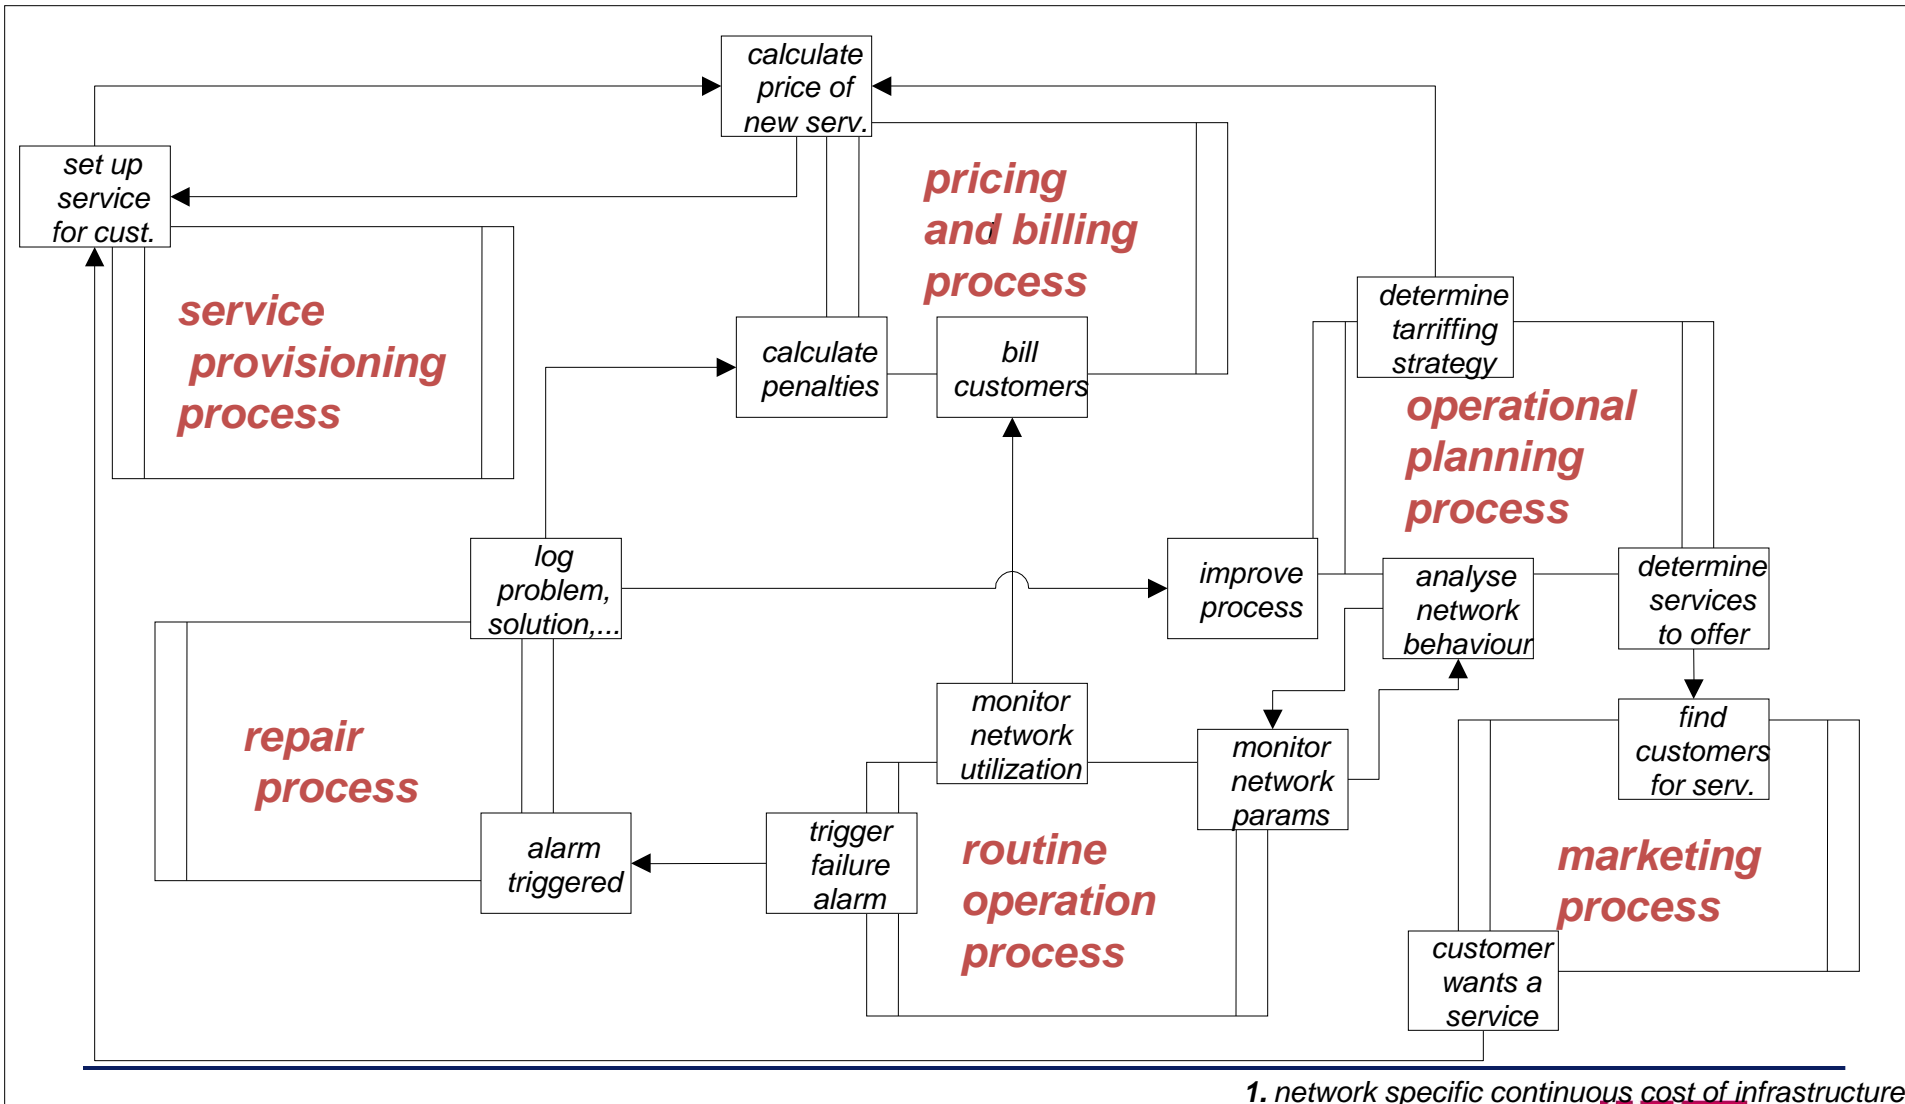 calculate
price of
new serv.
set up
service
for cust.
pricing
and billing
process
service
provisioning
process
calculate
penalties
bill
customers
determine
tarriffing
strategy
operational
planning
process
log
problem,
solution,...
improve
process
analyse
network
behaviour
determine
services
to offer
repair
process
monitor
network
utilization
monitor
network
params
find
customers
for serv.
alarm
triggered
trigger
failure
alarm
routine
operation
process
marketing
process
customer
wants a
service
1. network specific continuous cost of infrastructure